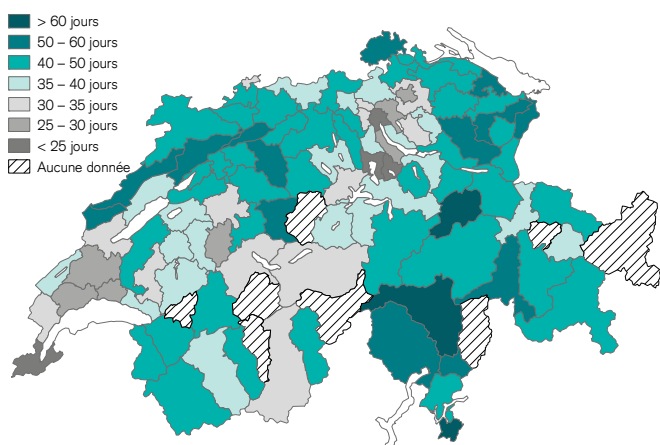 > 60 jours
50 – 60 jours
40 – 50 jours
35 – 40 jours
30 – 35 jours
25 – 30 jours
< 25 jours
Aucune donnée